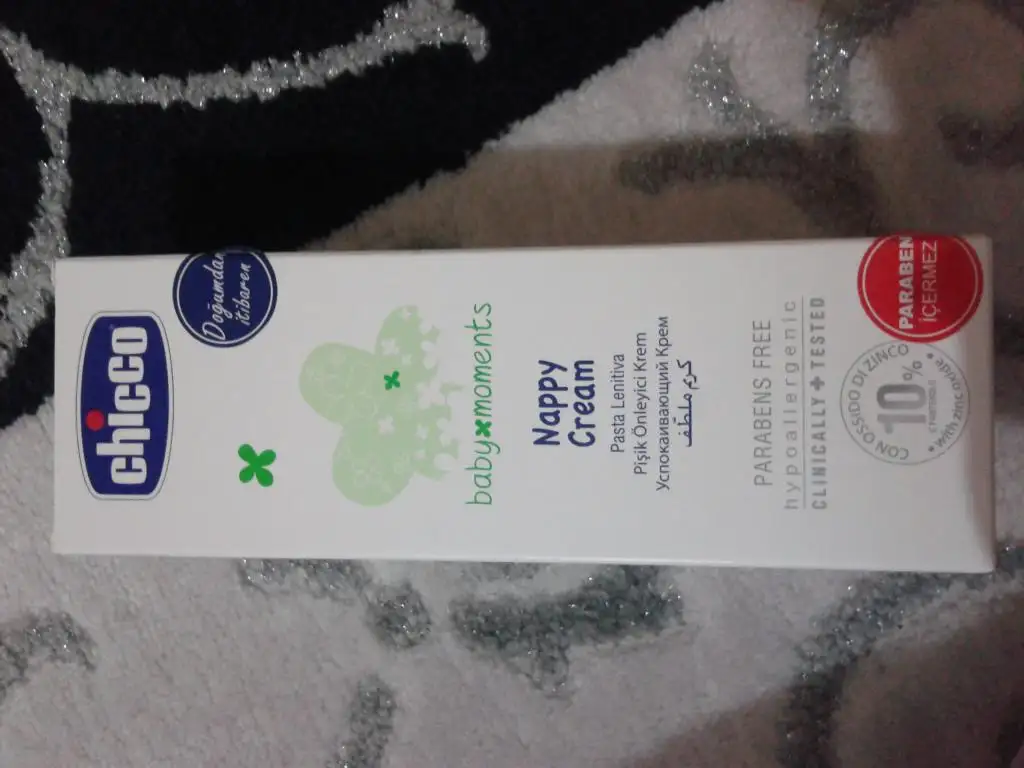 chicco
Doğumdan
itibaren
baby moments
Nappy
Cream
Pasta Lenitiva
Pişik Önleyici Krem
Успокаивающий Крем
كريم ملطّف
PARABENS FREE
hypoallergenic
CLINICALLY + TESTED
PARABEN
İÇERMEZ
CON OSSIDO DI ZINCO
10%
• with zinc oxide •